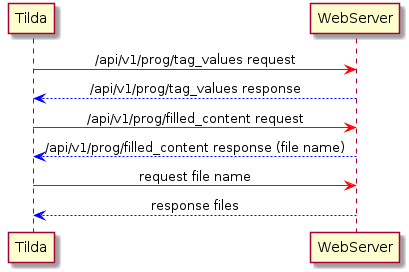 Tilda WebServer
/api/v1/prog/tag_values request
/api/v1/prog/tag_values response
/api/v1/prog/filled_content request
/api/v1/prog/filled_content response (file name)
request file name
response files
Tilda WebServer